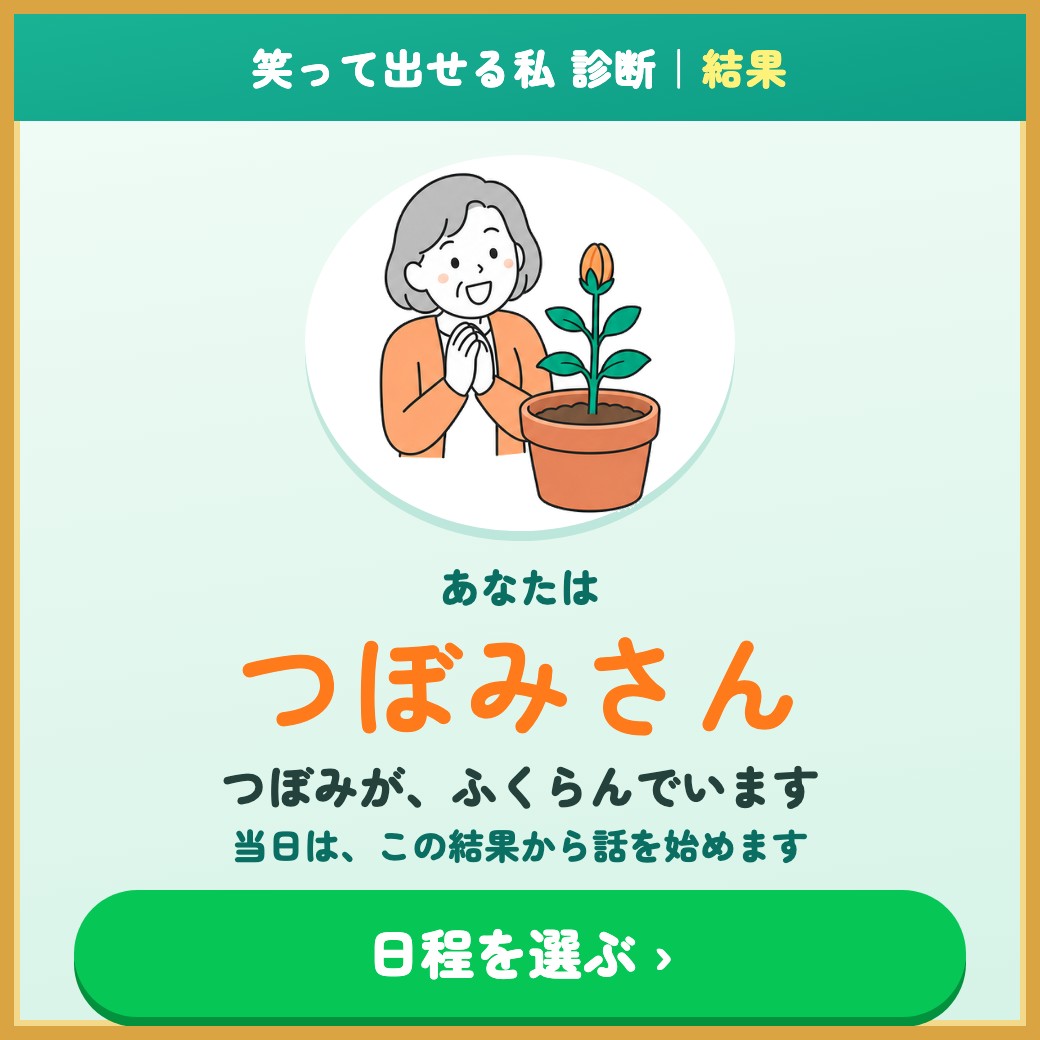 笑って出せる私 診断｜結果
あなたは
つぼみさん
つぼみが、ふくらんでいます
当日は、この結果から話を始めます
日程を選ぶ ›